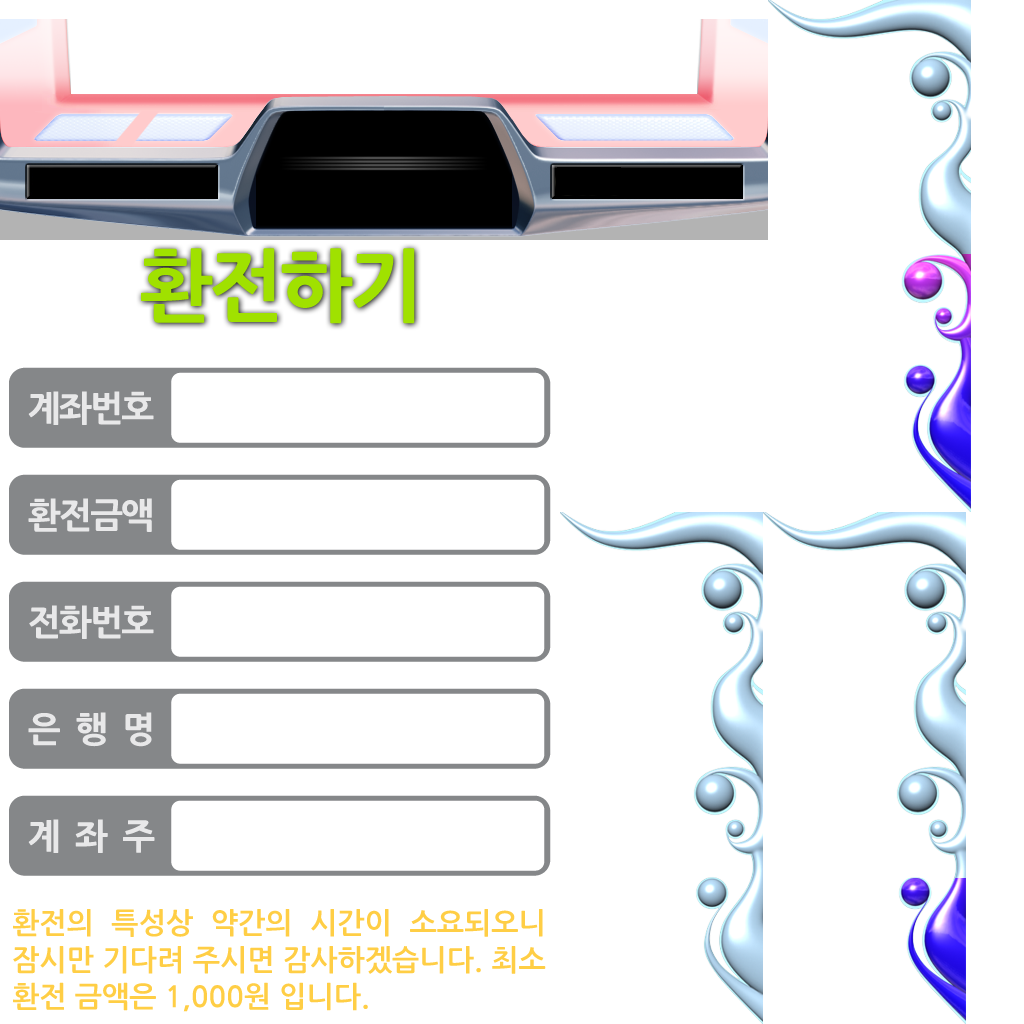 환전하기
계좌번호
환전금액
전화번호
은 행 명
계 좌 주
환전의 특성상 약간의 시간이 소요되오니
잠시만 기다려 주시면 감사하겠습니다. 최소
환전 금액은 1,000원 입니다.